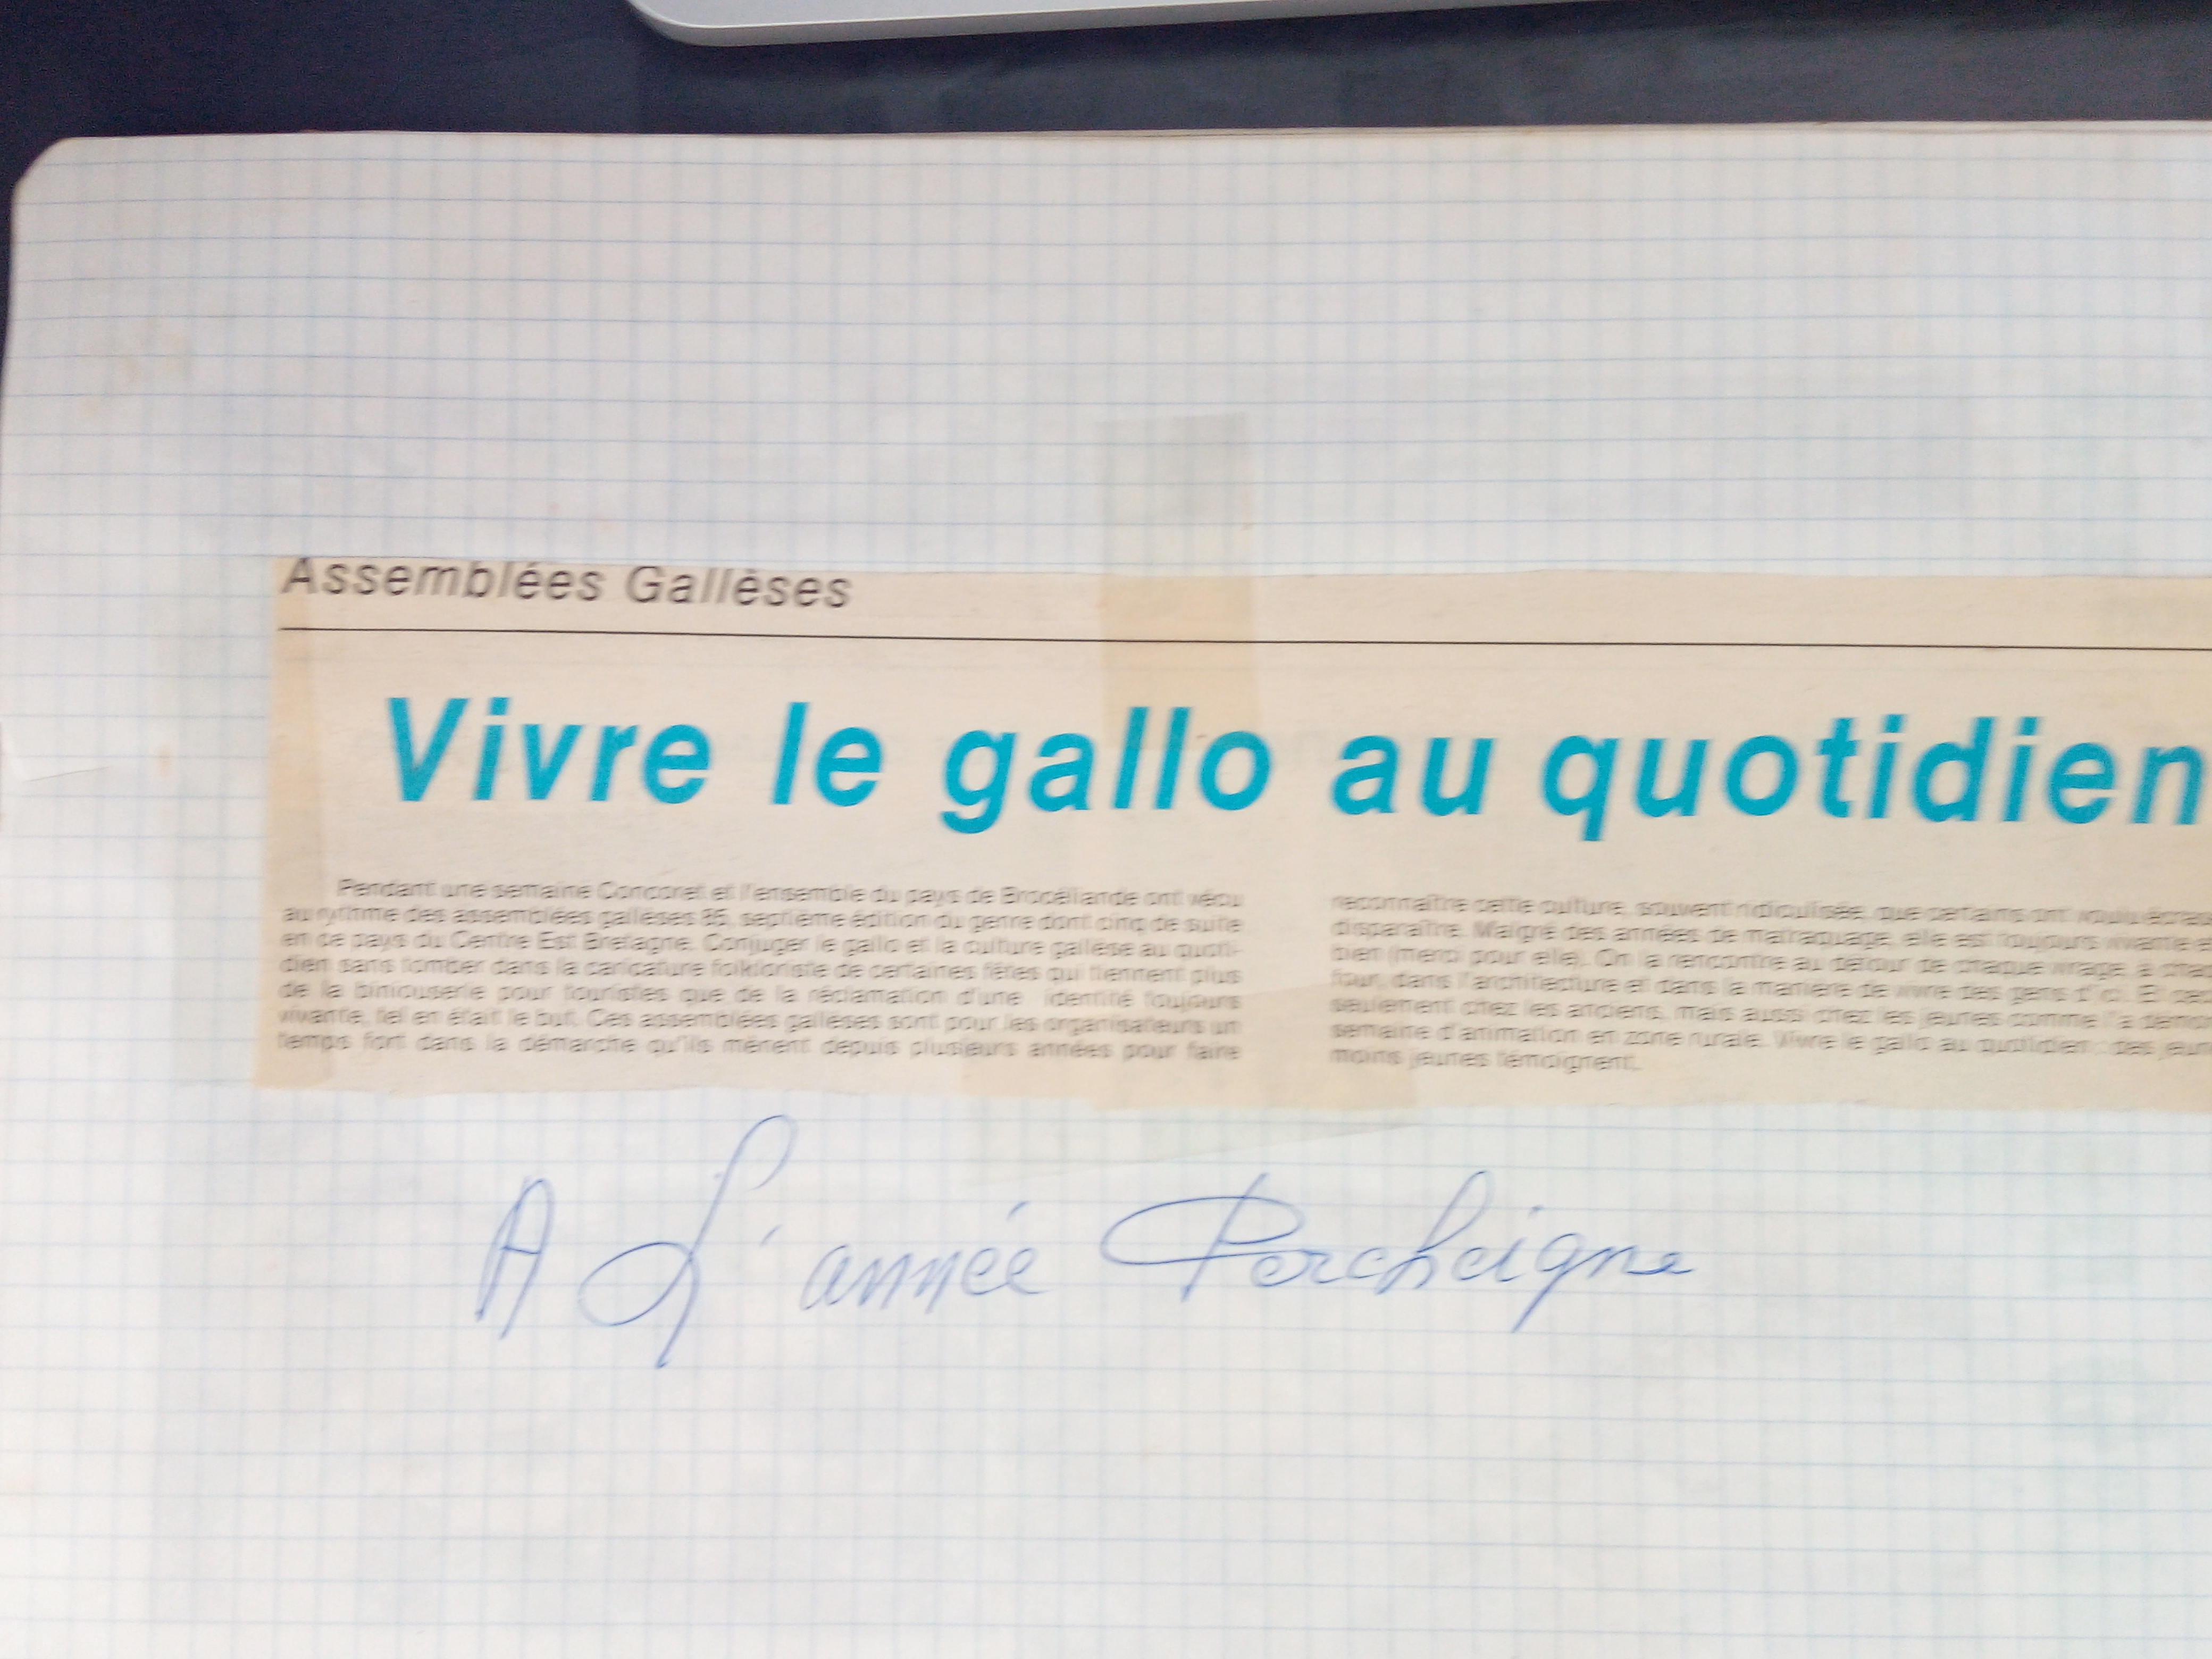 Assemblées Gallèses
Vivre le gallo au quotidien
Pendant une semaine Concoret et l'ensemble du pays de Brocéliande ont vécu
au rythme des assemblées gallèses 85, septième édition du genre dont cinq de suite
en ce pays du Centre Est Bretagne. Conjuger le gallo et la culture gallèse au quoti-
dien sans tomber dans la caricature folkloriste de certaines fêtes qui tiennent plus
de la biniouserie pour touristes que de la réclamation d'une identité toujours
vivante, tel en était le but. Ces assemblées gallèses sont pour les organisateurs un
temps fort dans la démarche qu'ils mènent depuis plusieurs années pour faire
reconnaître cette culture, souvent ridiculisée, que certains ont voulu
disparaître. Malgré des années de matraquage, elle est toujours vivante
bien (merci pour elle). On la rencontre au détour de chaque virage, à
four, dans l'architecture et dans la manière de vivre des gens d'ici. Et
seulement chez les anciens, mais aussi chez les jeunes comme l'a
semaine d'animation en zone rurale. Vivre le gallo au quotidien : des
moins jeunes témoignent.
A L'année Percheigne